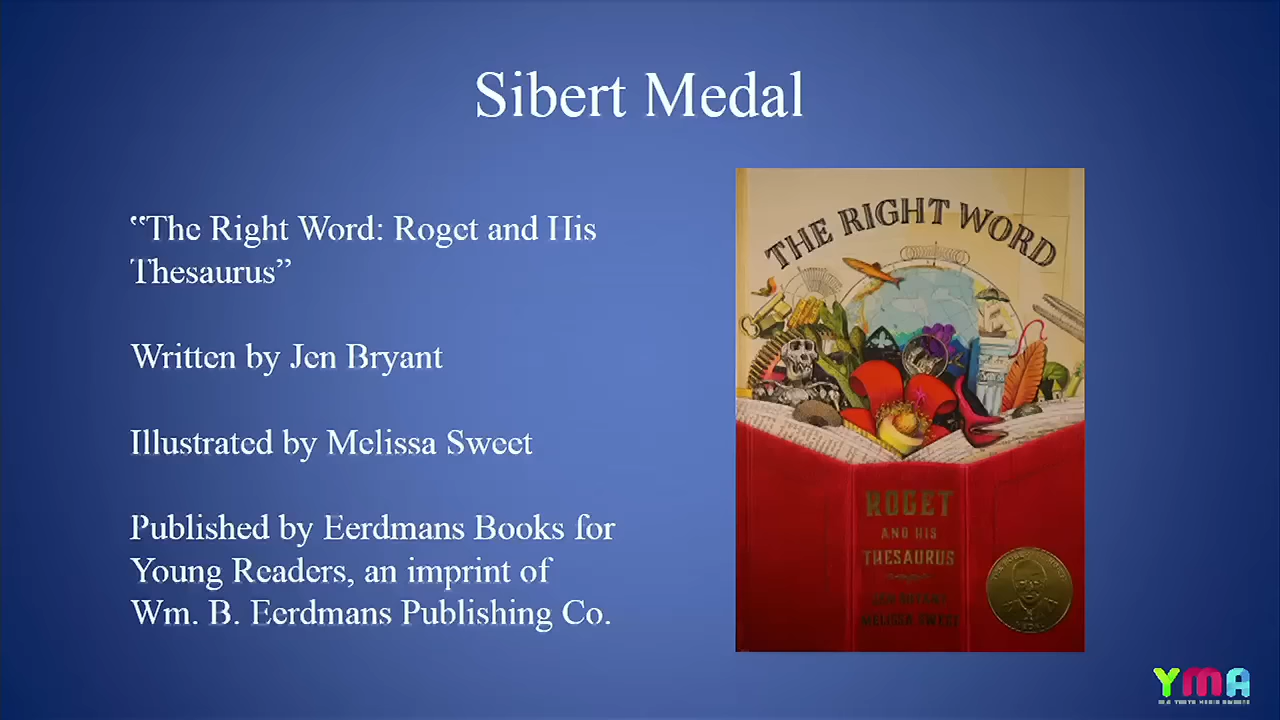 Sibert Medal
“The Right Word: Roget and His
Thesaurus”
Written by Jen Bryant
Illustrated by Melissa Sweet
Published by Eerdmans Books for
Young Readers, an imprint of
Wm. B. Eerdmans Publishing Co.
THE RIGHT WORD
ROGET
AND HIS
THESAURUS
JEN BRYANT
MELISSA SWEET
YMA